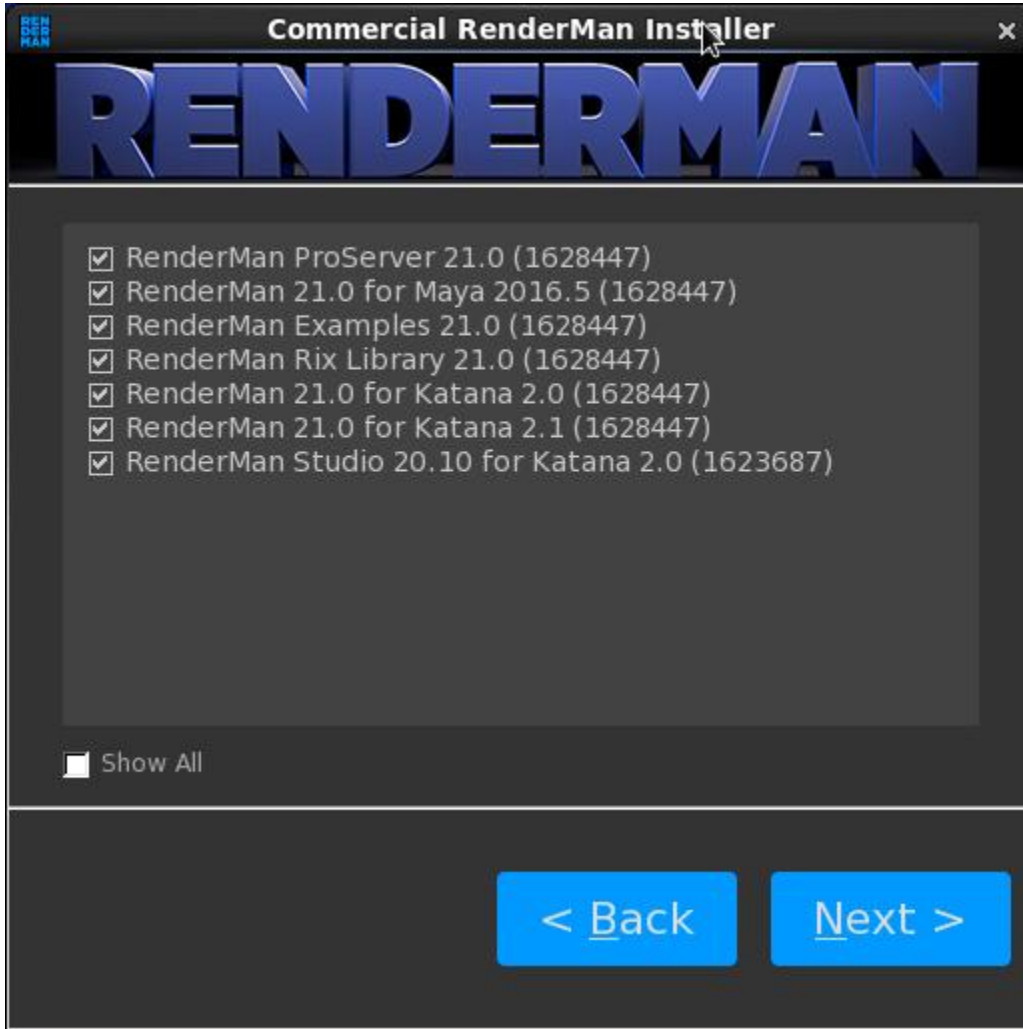 REN
DER
MAN
Commercial RenderMan Installer
RENDERMAN
RenderMan ProServer 21.0 (1628447)
RenderMan 21.0 for Maya 2016.5 (1628447)
RenderMan Examples 21.0 (1628447)
RenderMan Rix Library 21.0 (1628447)
RenderMan 21.0 for Katana 2.0 (1628447)
RenderMan 21.0 for Katana 2.1 (1628447)
RenderMan Studio 20.10 for Katana 2.0 (1623687)
Show All
< Back
Next >